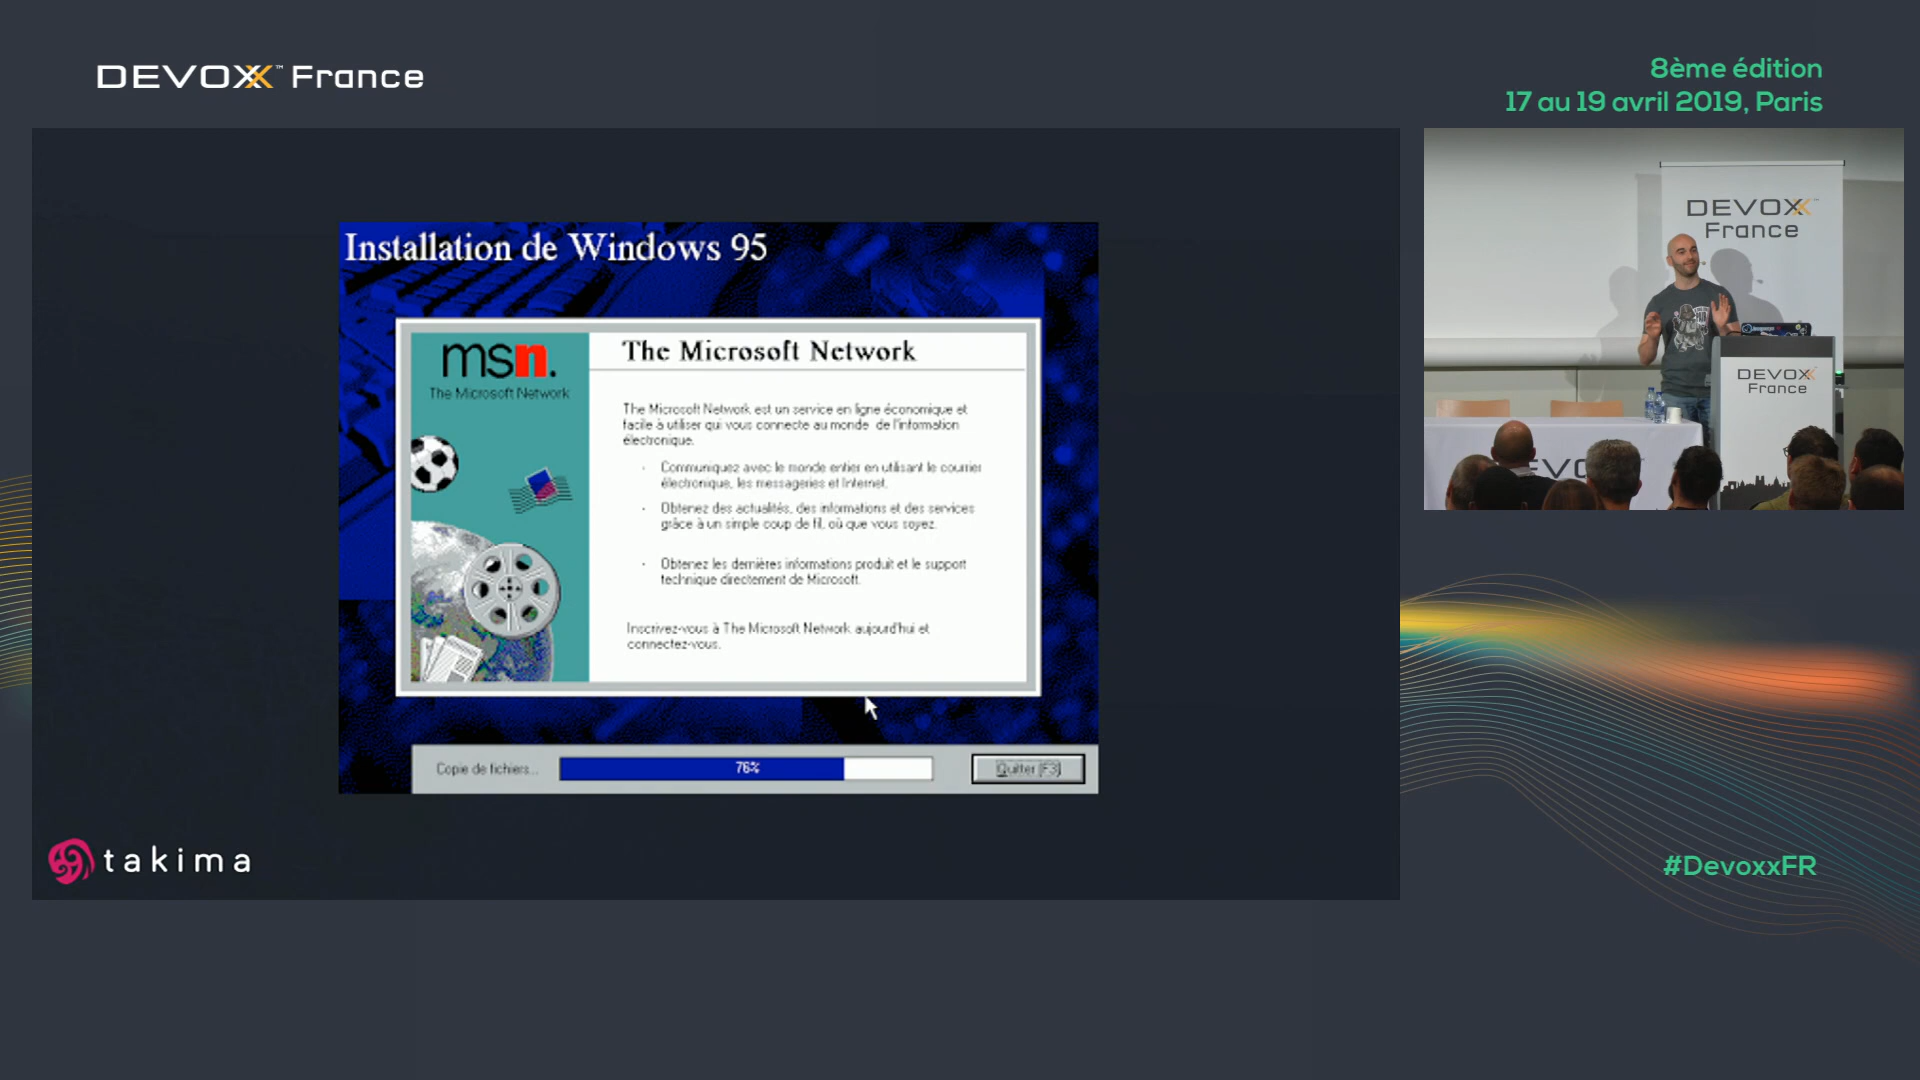 DEVOXX™ France
8ème édition
17 au 19 avril 2019, Paris
Installation de Windows 95
msn.
The Microsoft Network
The Microsoft Network
The Microsoft Network est un service en ligne économique et
facile à utiliser qui vous connecte au monde de l'information
électronique.
· Communiquez avec le monde entier en utilisant le courrier
électronique, les messageries et Internet.
· Obtenez des actualités, des informations et des services
grâce à un simple coup de fil, où que vous soyez.
· Obtenez les dernières informations produit et le support
technique directement de Microsoft.
Inscrivez-vous à The Microsoft Network aujourd'hui et
connectez-vous.
Copie de fichiers...
76%
Quitter (F3)
takima
DEVOXX
France
DEVOXX
France
#DevoxxFR